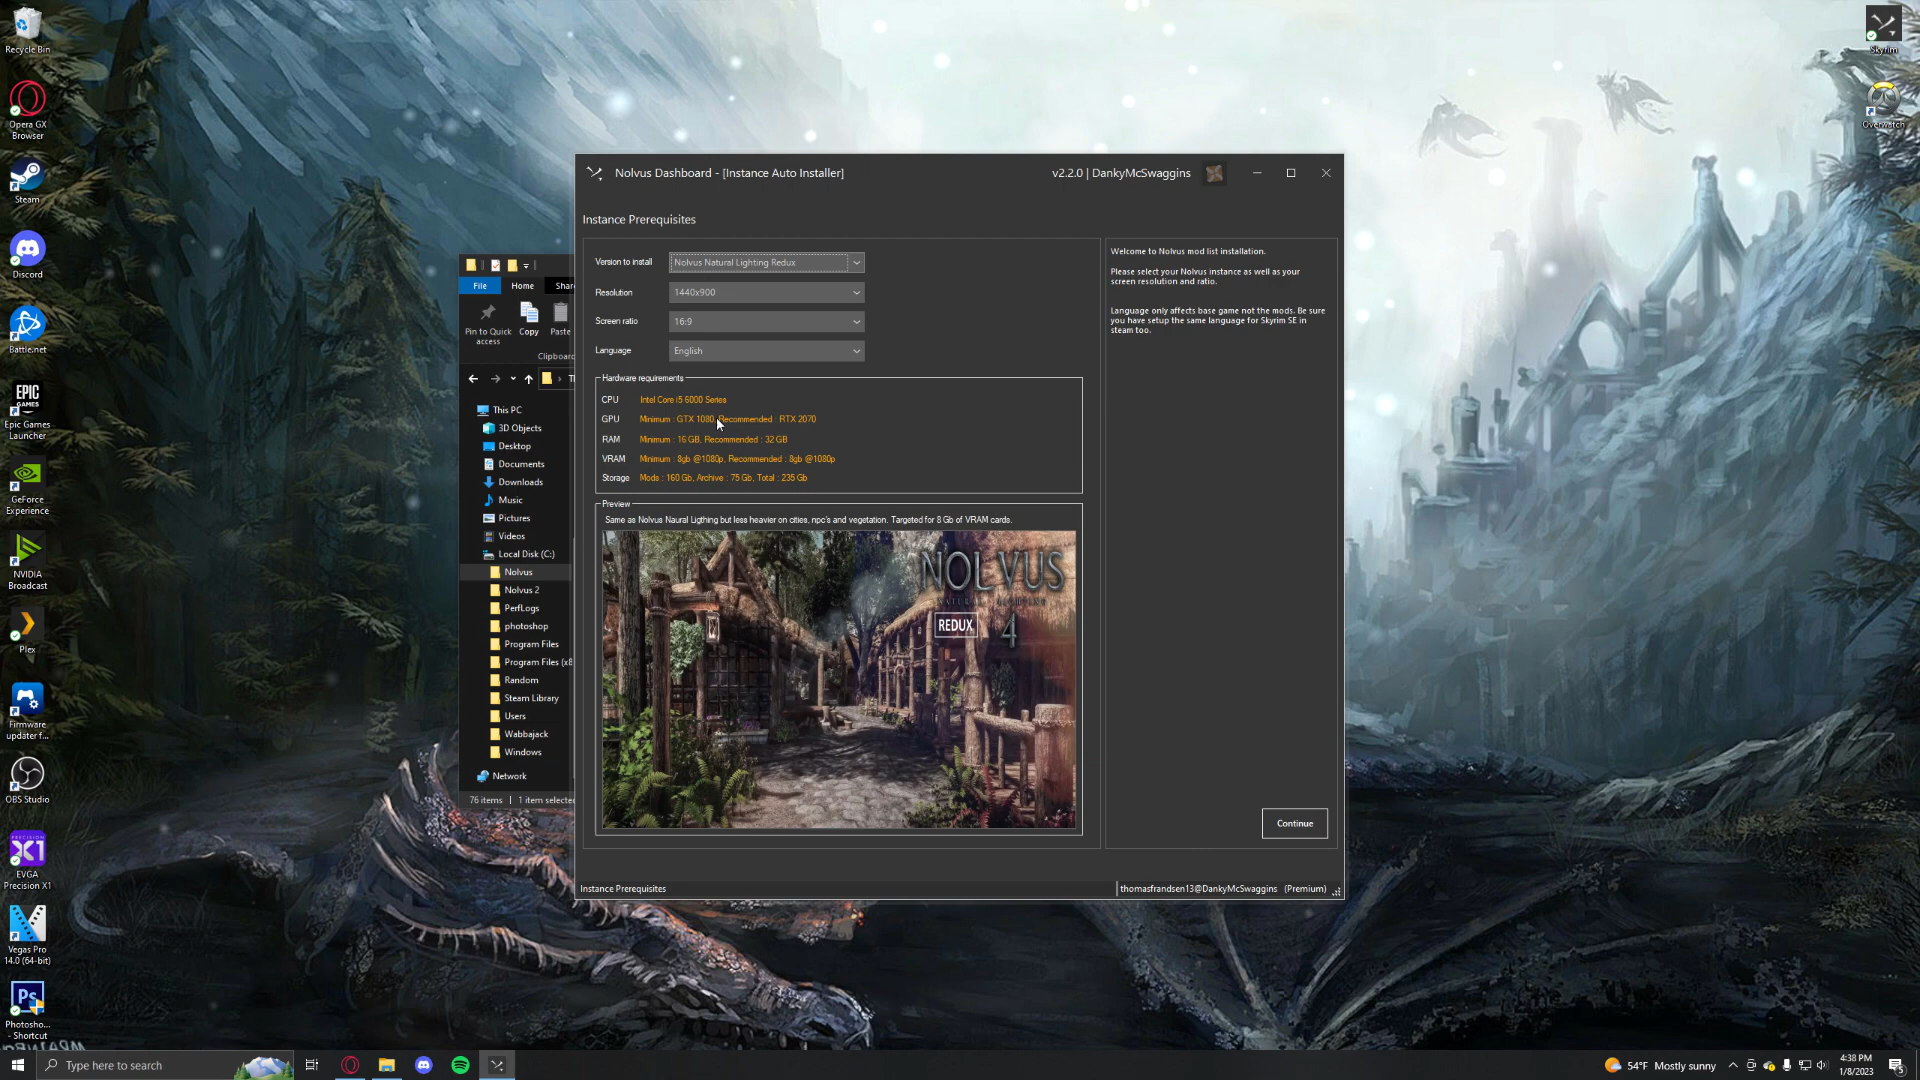 Recycle Bin
Opera GX
Browser
Steam
Discord
Battle.net
Epic Games
Launcher
GeForce
Experience
NVIDIA
Broadcast
Plex
Firmware
updater f...
OBS Studio
EVGA
Precision X1
Vegas Pro
14.0 (64-bit)
Photosho...
- Shortcut
Skyrim
Overwatch
File
Home
Shar
Pin to Quick
access
Copy
Paste
Clipboard
This PC
3D Objects
Desktop
Documents
Downloads
Music
Pictures
Videos
Local Disk (C:)
Nolvus
Nolvus 2
PerfLogs
photoshop
Program Files
Program Files (x8
Random
Steam Library
Users
Wabbajack
Windows
Network
76 items
1 item selected
Nolvus Dashboard - [Instance Auto Installer]
v2.2.0 | DankyMcSwaggins
Instance Prerequisites
Version to install
Nolvus Natural Lighting Redux
Resolution
1440x900
Screen ratio
16:9
Language
English
Hardware requirements
CPU
Intel Core i5 6000 Series
GPU
Minimum : GTX 1080, Recommended : RTX 2070
RAM
Minimum : 16 GB, Recommended : 32 GB
VRAM
Minimum : 8gb @1080p, Recommended : 8gb @1080p
Storage
Mods : 160 Gb, Archive : 75 Gb, Total : 235 Gb
Preview
Same as Nolvus Naural Ligthing but less heavier on cities, npc's and vegetation. Targeted for 8 Gb of VRAM cards.
NOLVUS
REDUX
4
Welcome to Nolvus mod list installation.
Please select your Nolvus instance as well as your
screen resolution and ratio.
Language only affects base game not the mods. Be sure
you have setup the same language for Skyrim SE in
steam too.
Continue
Instance Prerequisites
thomasfrandsen13@DankyMcSwaggins (Premium)
Type here to search
54°F Mostly sunny
4:38 PM
1/8/2023
5